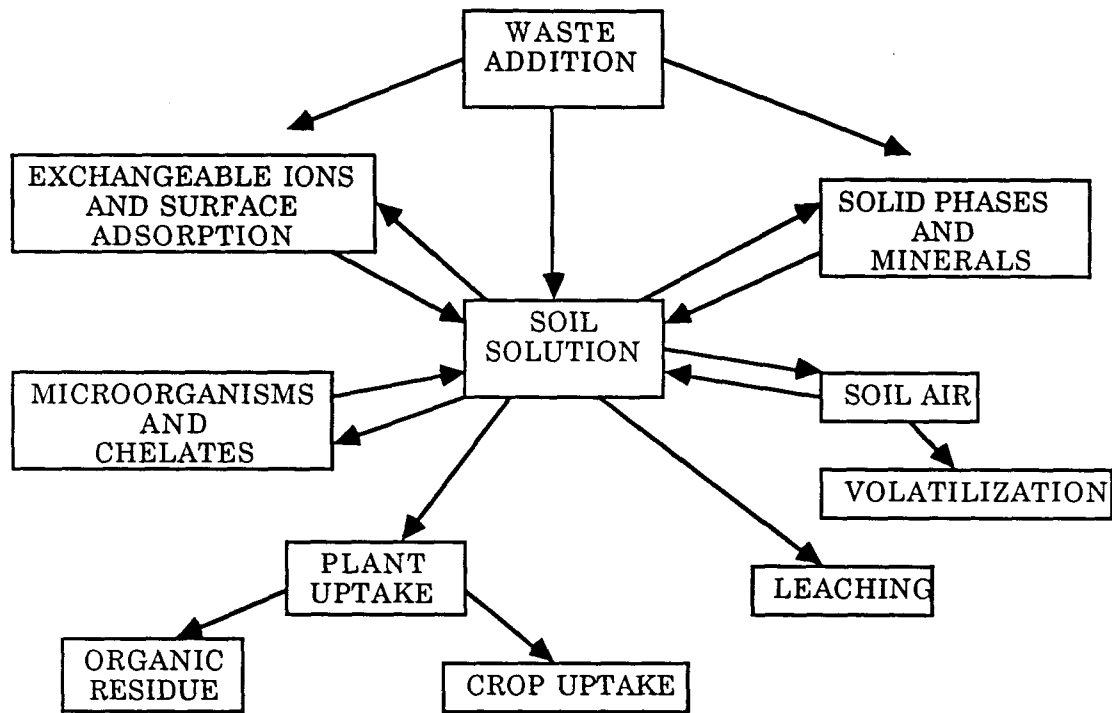 WASTE
ADDITION
EXCHANGEABLE IONS
AND SURFACE
ADSORPTION
SOLID PHASES
AND
MINERALS
SOIL
SOLUTION
MICROORGANISMS
AND
CHELATES
SOIL AIR
VOLATILIZATION
PLANT
UPTAKE
LEACHING
ORGANIC
RESIDUE
CROP UPTAKE